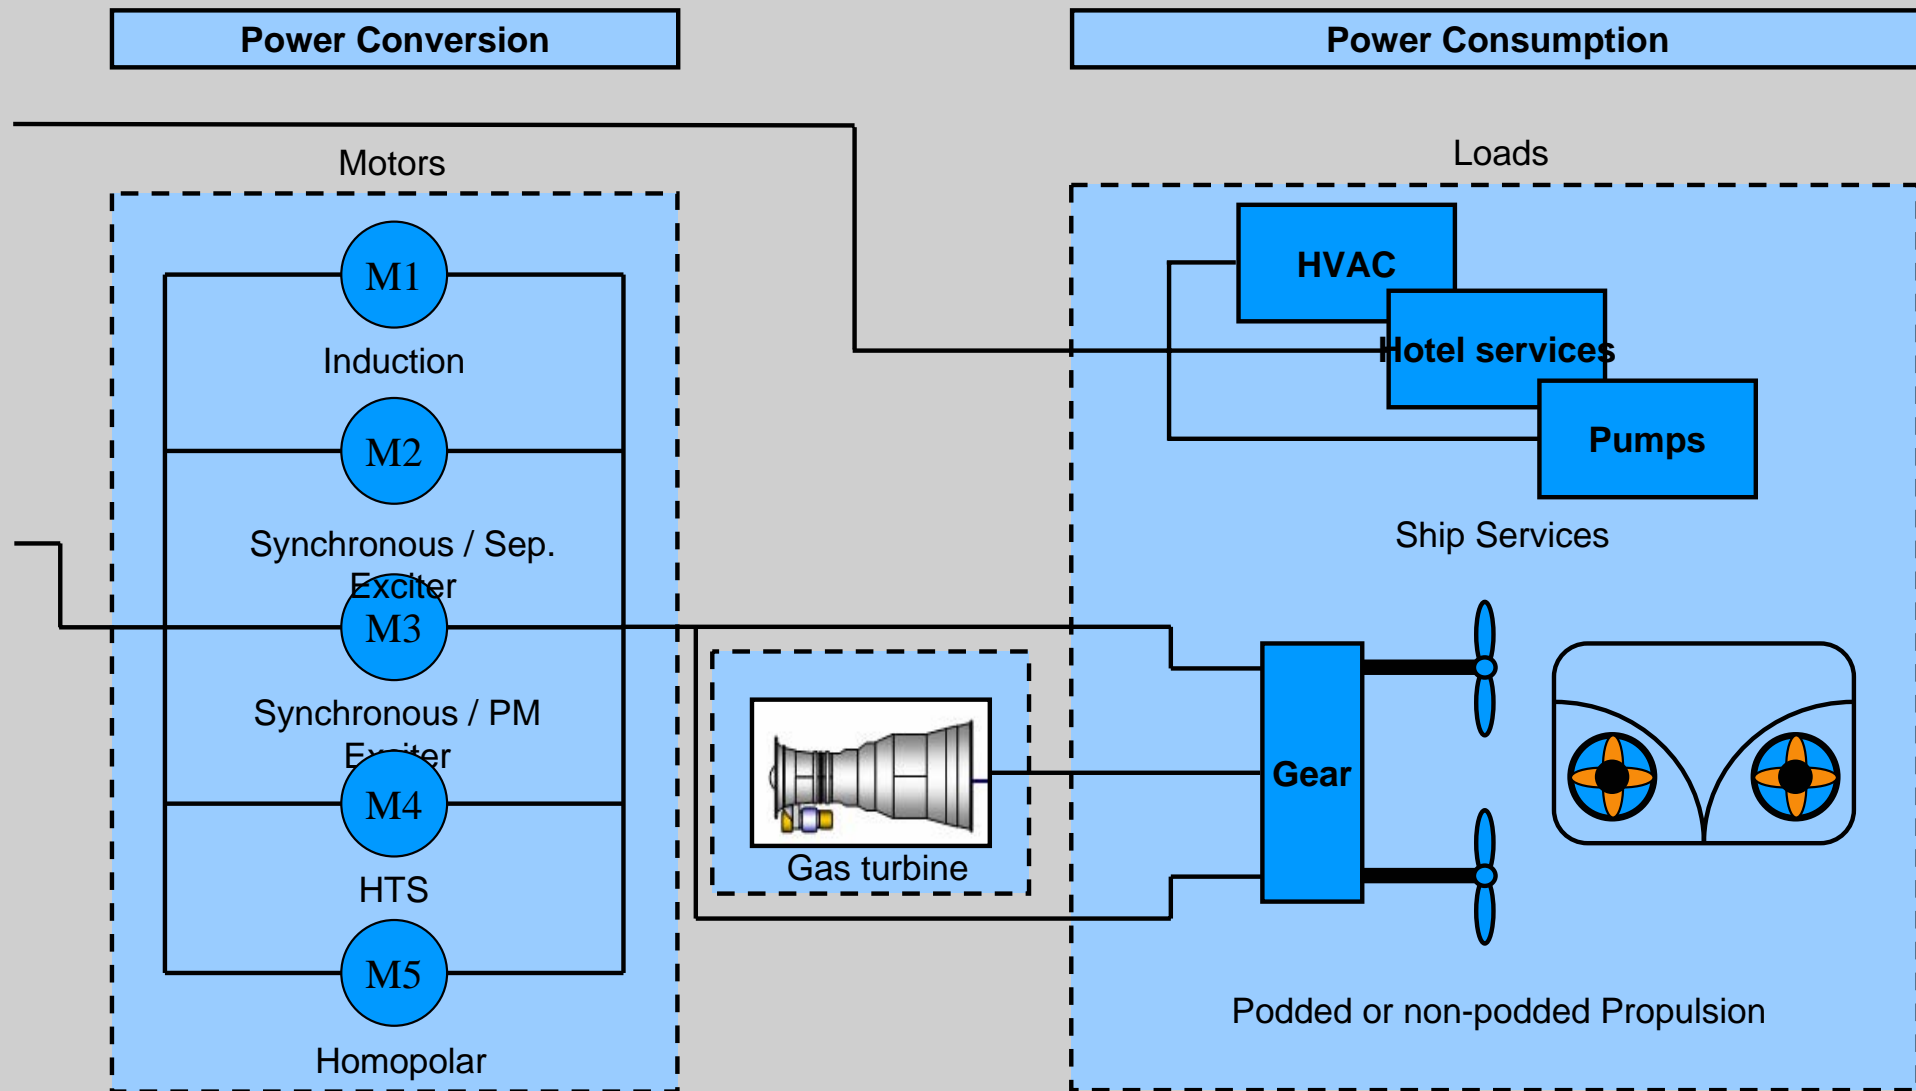 Power Conversion
Power Consumption
Motors
M1
Induction
M2
Synchronous / Sep.
Exciter
M3
Synchronous / PM
Exciter
M4
HTS
M5
Homopolar
Gas turbine
Loads
HVAC
Hotel services
Pumps
Ship Services
Gear
Podded or non-podded Propulsion